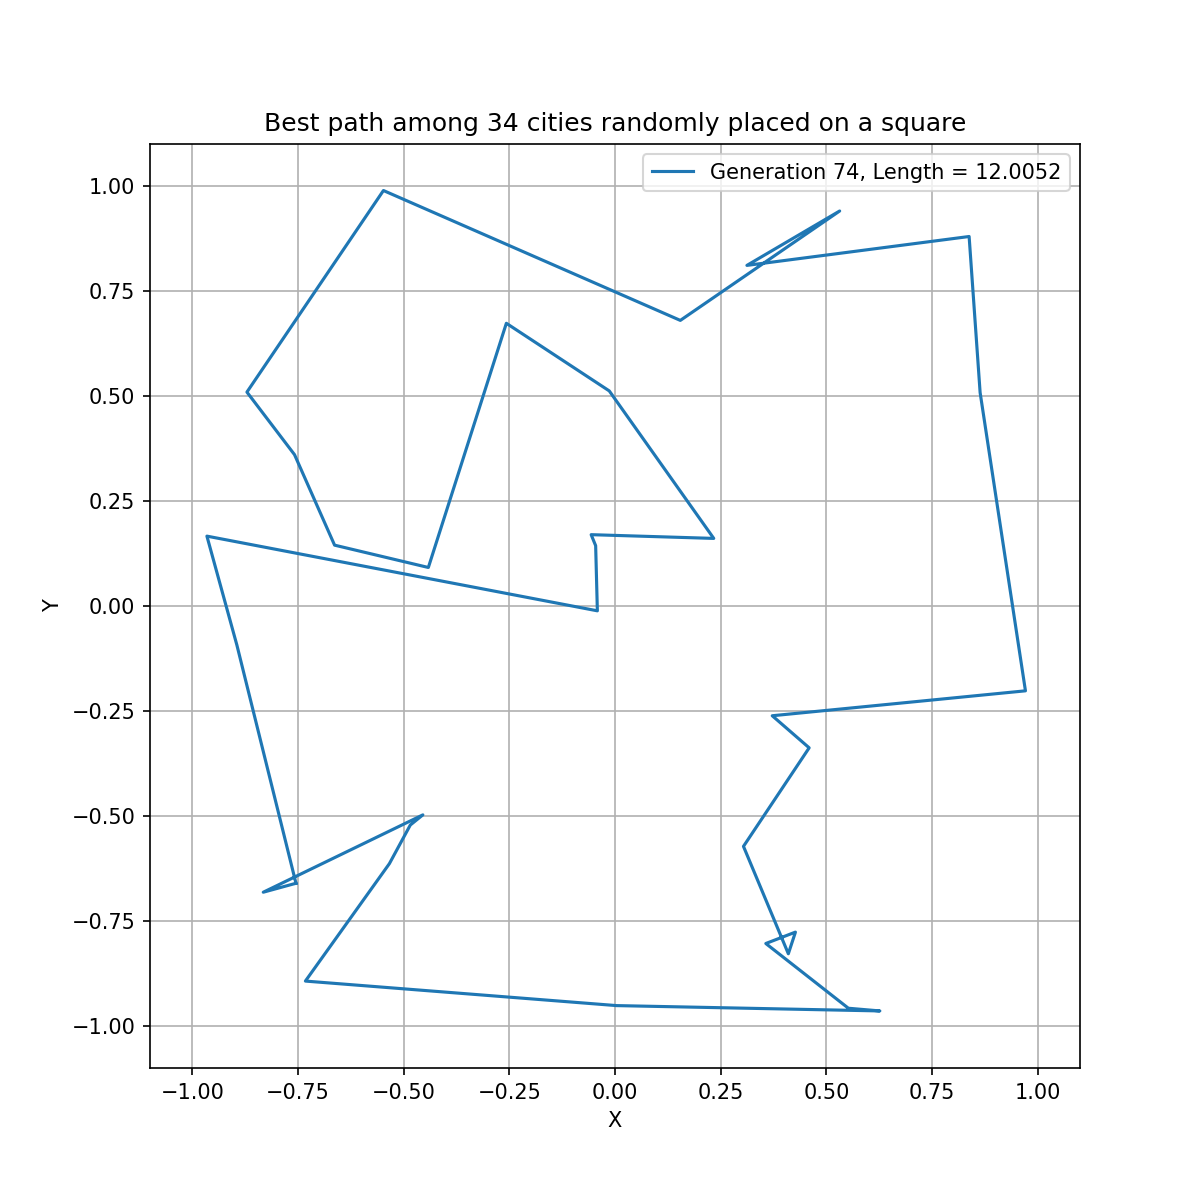 Best path among 34 cities randomly placed on a square
Generation 74, Length = 12.0052
1.00
0.75
0.50
0.25
0.00
−0.25
−0.50
−0.75
−1.00
Y
−1.00 −0.75 −0.50 −0.25 0.00 0.25 0.50 0.75 1.00
X